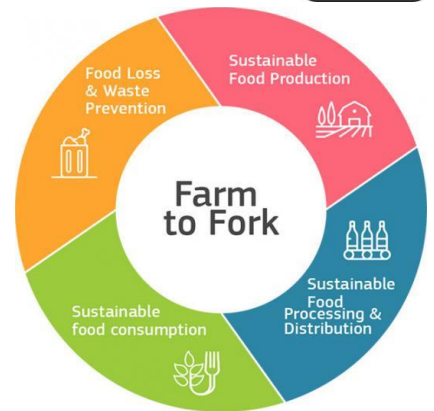 Farm
to Fork
Sustainable
Food Production
Sustainable
Food
Processing &
Distribution
Sustainable
food consumption
Food Loss
& Waste
Prevention